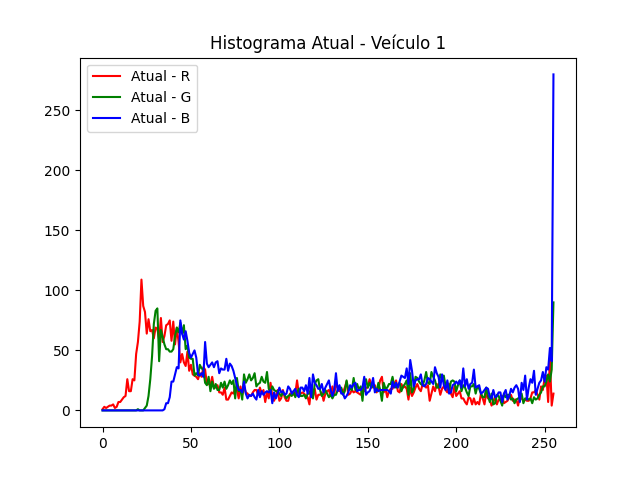 Histograma Atual - Veículo 1
Atual - R
Atual - G
Atual - B
250
200
150
100
50
0
0 50 100 150 200 250